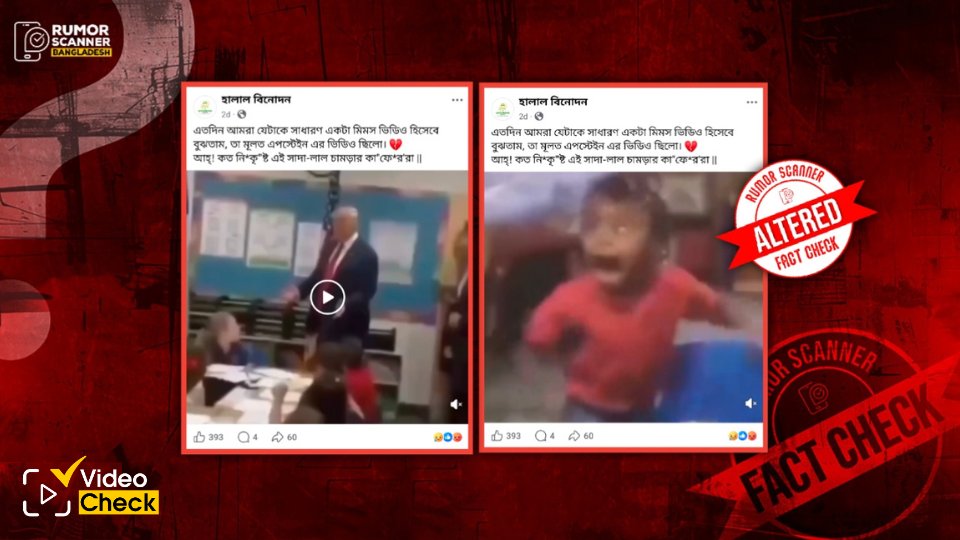 RUMOR
SCANNER
BANGLADESH
হালাল বিনোদন
2d
এতদিন আমরা যেটাকে সাধারণ একটা মিমস ভিডিও হিসেবে
বুঝতাম, তা মূলত এপস্টেইন এর ভিডিও ছিলো। 💔
আহ্! কত নি*কৃ"ষ্ট এই সাদা-লাল চামড়ার কা"ফে*র'রা ||
393
4
60
হালাল বিনোদন
2d
এতদিন আমরা যেটাকে সাধারণ একটা মিমস ভিডিও হিসেবে
বুঝতাম, তা মূলত এপস্টেইন এর ভিডিও ছিলো। 💔
আহ্! কত নি*কৃ"ষ্ট এই সাদা-লাল চামড়ার কা"ফে*র'রা ||
393
4
60
RUMOR SCANNER
ALTERED
FACT CHECK
RUMOR SCANNER
FACT CHECK
Video
Check